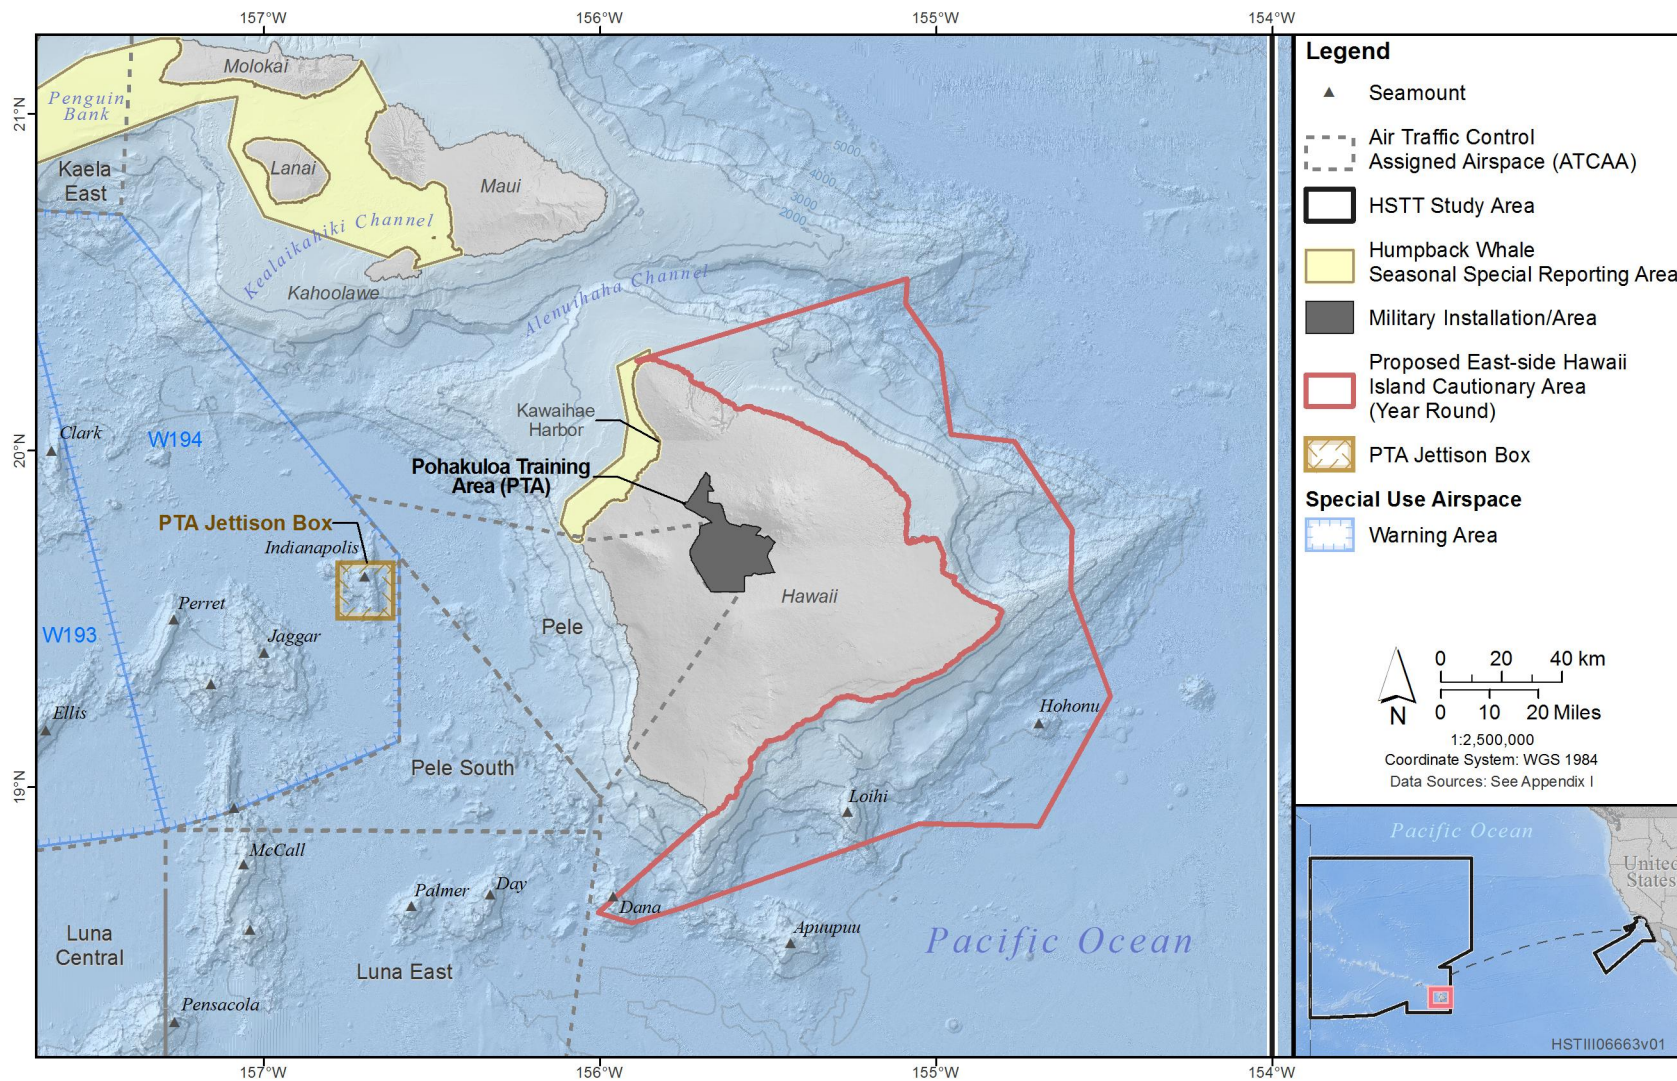 157°W
156°W
155°W
154°W
21°N
20°N
19°N
Molokai
Penguin
Bank
Kaela
East
Lanai
Maui
Kealaikahiki Channel
Kahoolawe
Alenuihaha Channel
5000
4000
3000
2000
Clark
W194
Kawaihae
Harbor
Pohakuloa Training
Area (PTA)
PTA Jettison Box
Indianapolis
Perret
Jaggar
W193
Ellis
Pele
Hawaii
Hohonu
Pele South
Loihi
McCall
Palmer
Day
Dana
Apuupuu
Luna
Central
Luna East
Pensacola
Pacific Ocean
157°W
156°W
155°W
154°W
Legend
Seamount
Air Traffic Control
Assigned Airspace (ATCAA)
HSTT Study Area
Humpback Whale
Seasonal Special Reporting Area
Military Installation/Area
Proposed East-side Hawaii
Island Cautionary Area
(Year Round)
PTA Jettison Box
Special Use Airspace
Warning Area
N
0 20 40 km
0 10 20 Miles
1:2,500,000
Coordinate System: WGS 1984
Data Sources: See Appendix I
Pacific Ocean
United
States
HSTIII06663v01